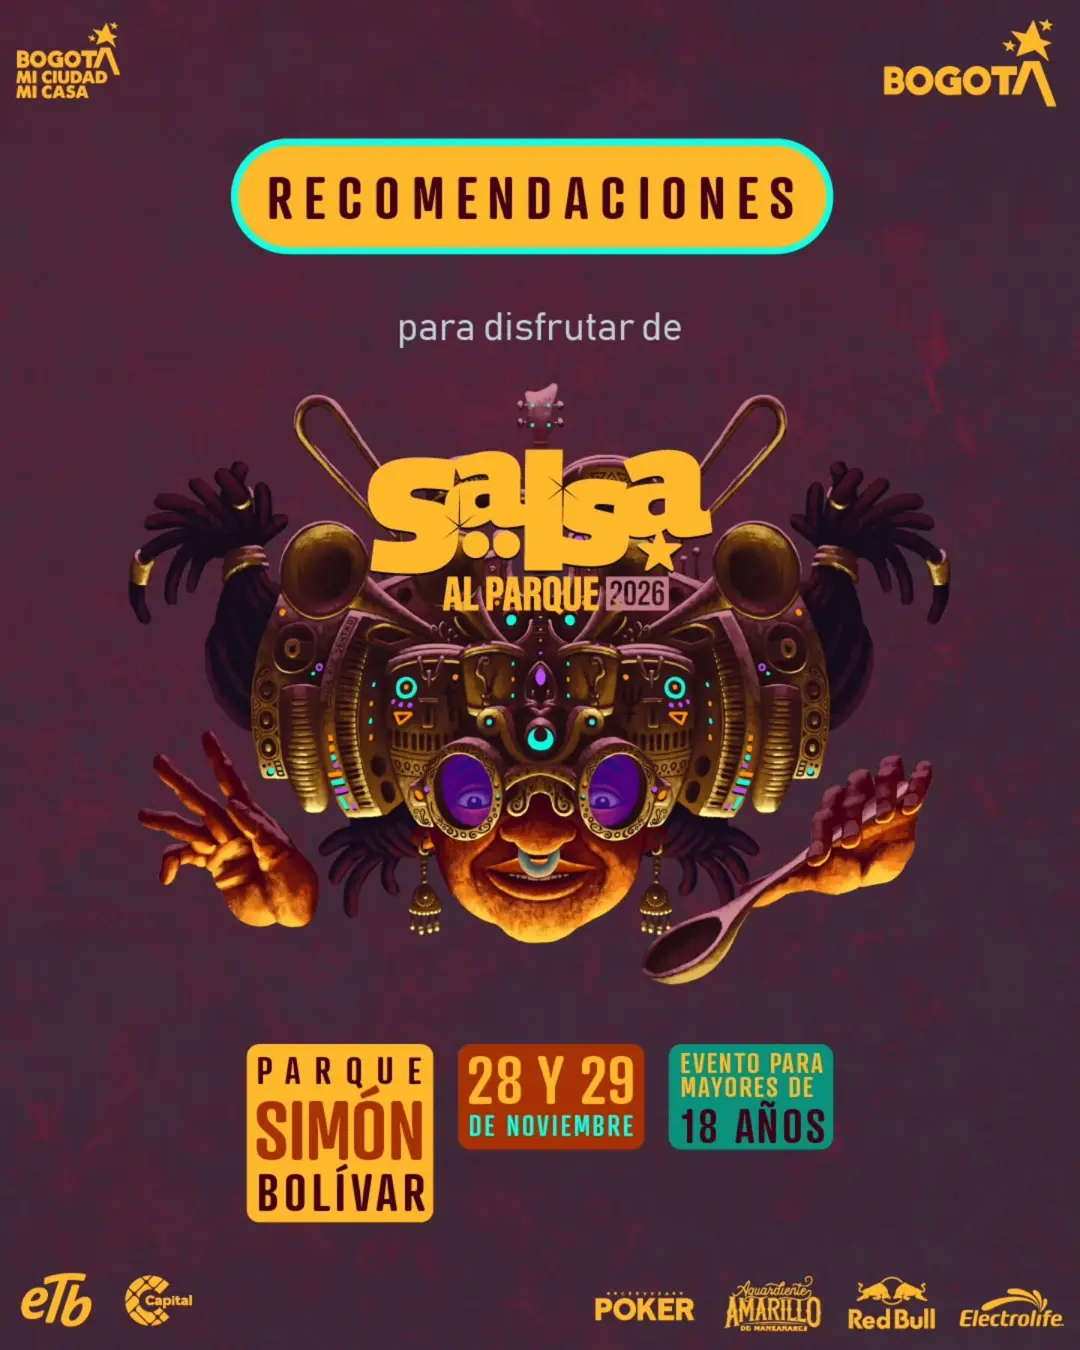 BOGOTÁ
MI CIUDAD
MI CASA
BOGOTÁ
RECOMENDACIONES
para disfrutar de
Salsa
AL PARQUE 2026
PARQUE
SIMÓN
BOLÍVAR
28 Y 29
DE NOVIEMBRE
EVENTO PARA
MAYORES DE
18 AÑOS
eTb
Capital
POKER
Aguardiente
AMARILLO
DE MANZANARES
Red Bull
Electrolife